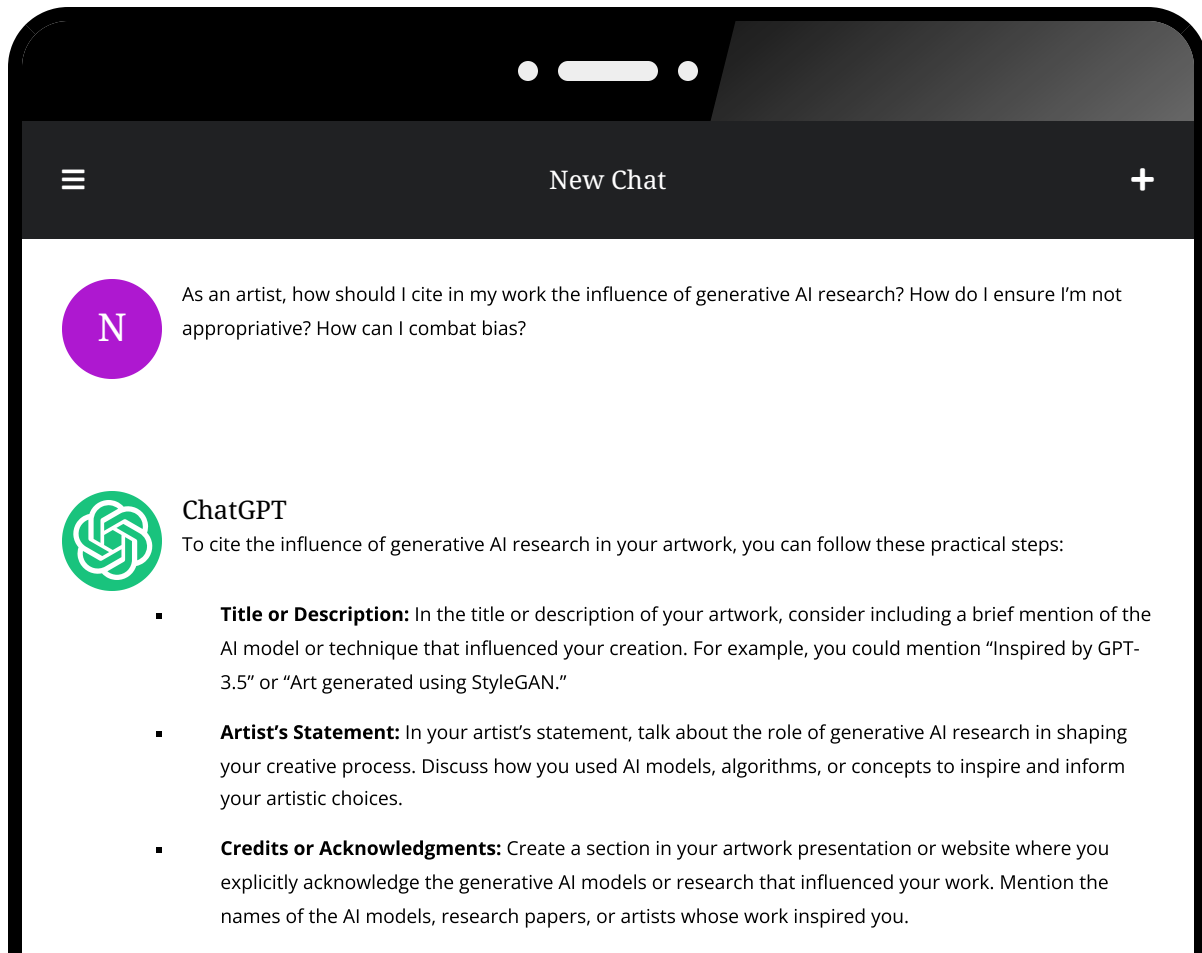 New Chat
N
As an artist, how should I cite in my work the influence of generative AI research? How do I ensure I’m not
appropriative? How can I combat bias?
ChatGPT
To cite the influence of generative AI research in your artwork, you can follow these practical steps:
▪ Title or Description: In the title or description of your artwork, consider including a brief mention of the
AI model or technique that influenced your creation. For example, you could mention “Inspired by GPT-
3.5” or “Art generated using StyleGAN.”
▪ Artist’s Statement: In your artist’s statement, talk about the role of generative AI research in shaping
your creative process. Discuss how you used AI models, algorithms, or concepts to inspire and inform
your artistic choices.
▪ Credits or Acknowledgments: Create a section in your artwork presentation or website where you
explicitly acknowledge the generative AI models or research that influenced your work. Mention the
names of the AI models, research papers, or artists whose work inspired you.